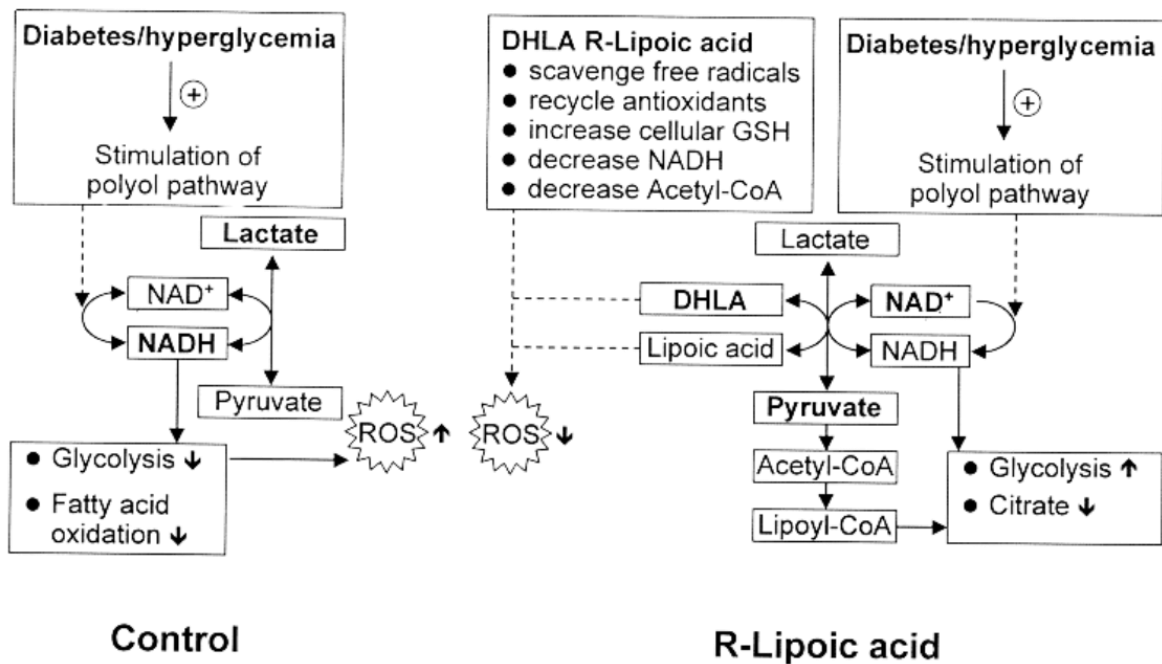 Diabetes/hyperglycemia
+
Stimulation of
polyol pathway
Lactate
NAD⁺
NADH
Pyruvate
ROS ↑
● Glycolysis ↓
● Fatty acid
oxidation ↓
Control
DHLA R-Lipoic acid
● scavenge free radicals
● recycle antioxidants
● increase cellular GSH
● decrease NADH
● decrease Acetyl-CoA
Diabetes/hyperglycemia
+
Stimulation of
polyol pathway
Lactate
DHLA
NAD⁺
Lipoic acid
NADH
Pyruvate
ROS ↓
Acetyl-CoA
Lipoyl-CoA
● Glycolysis ↑
● Citrate ↓
R-Lipoic acid